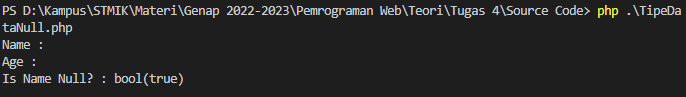 PS D:\Kampus\STMIK\Materi\Genap 2022-2023\Pemrograman Web\Teori\Tugas 4\Source Code> php .\TipeDa
taNull.php
Name :
Age :
Is Name Null? : bool(true)